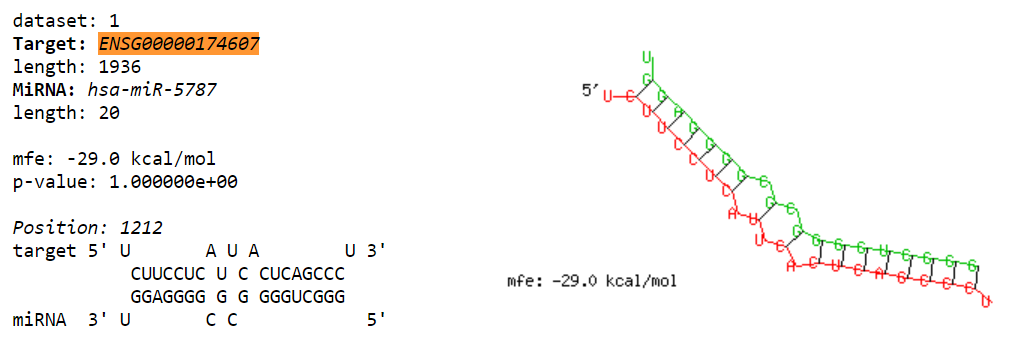 dataset: 1
Target: ENSG00000174607
length: 1936
MiRNA: hsa-miR-5787
length: 20
mfe: -29.0 kcal/mol
p-value: 1.000000e+00
Position: 1212
target 5' U       A U A        U 3'
           CUUCCUC U C CUCAGCCC
           GGAGGGG G G GGGUCGGG
miRNA  3' U       C C            5'
UGGAGGGGCGCGGGGUCGGG
5' U-CUUCCUCAUUCACUCAGCCCU
mfe: -29.0 kcal/mol